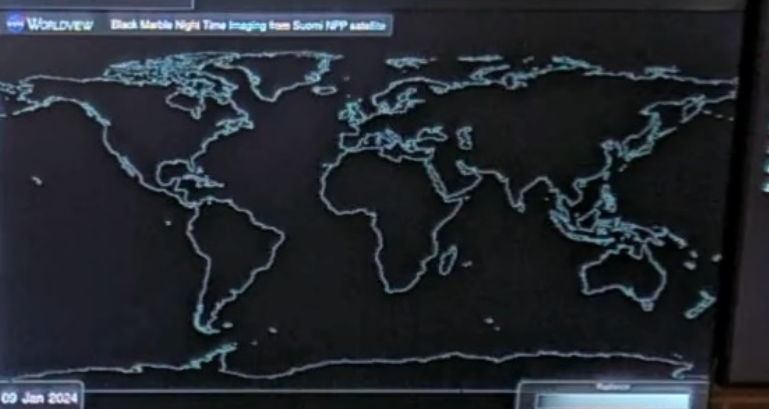 WORLDVIEW
Black Marble Night Time Imaging from Suomi NPP satellite
09 Jan 2024